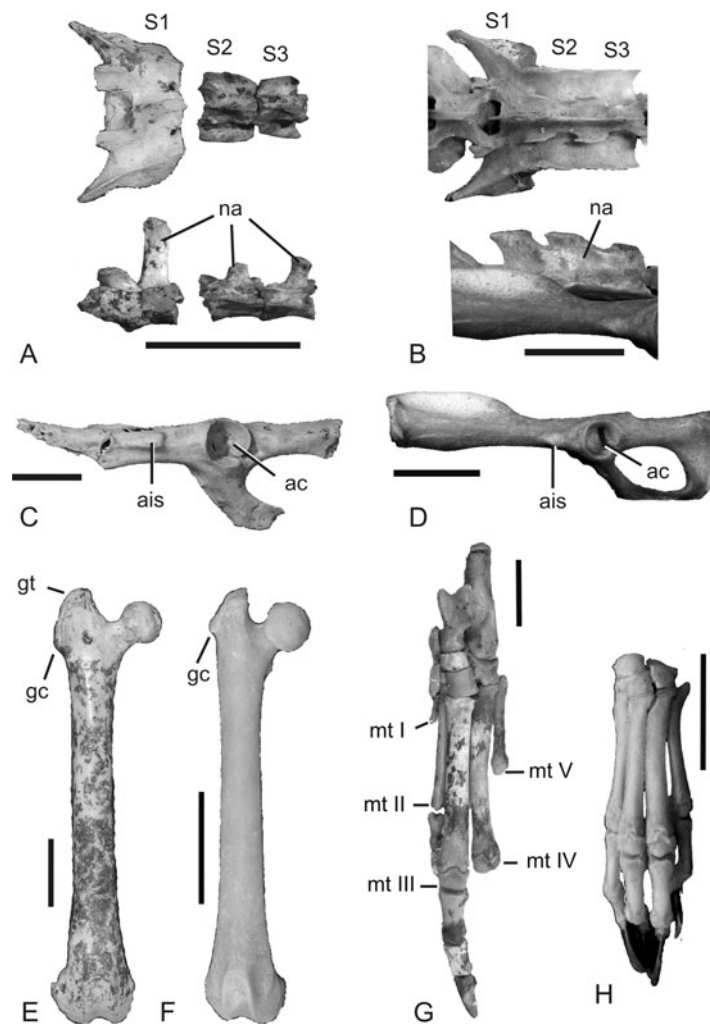 S1
S2
S3
na
A
S1
S2
S3
na
B
ais
ac
C
ais
ac
D
gt
gc
E
gc
F
mt I
mt II
mt III
mt V
mt IV
G
H